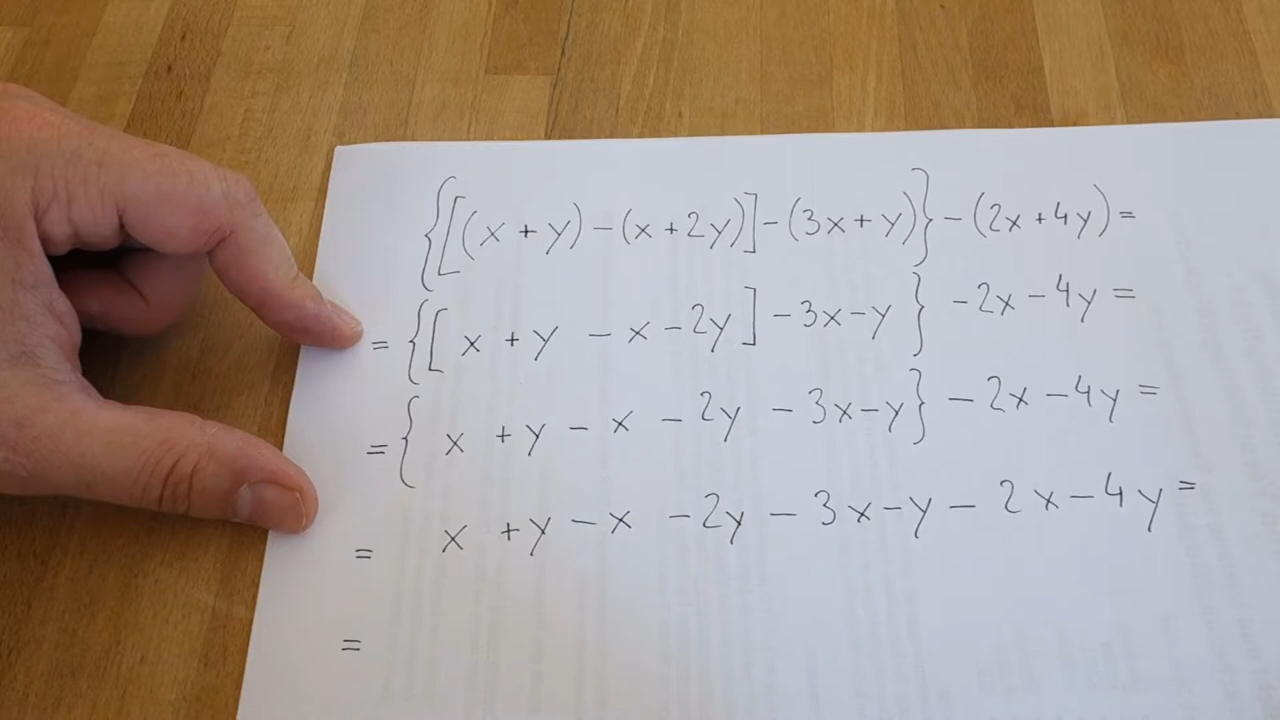 {[(x + y) - (x + 2y)] - (3x + y)} - (2x + 4y) =
= {[ x + y - x - 2y ] - 3x - y } - 2x - 4y =
= { x + y - x - 2y - 3x - y} - 2x - 4y =
= x + y - x - 2y - 3x - y - 2x - 4y =
=